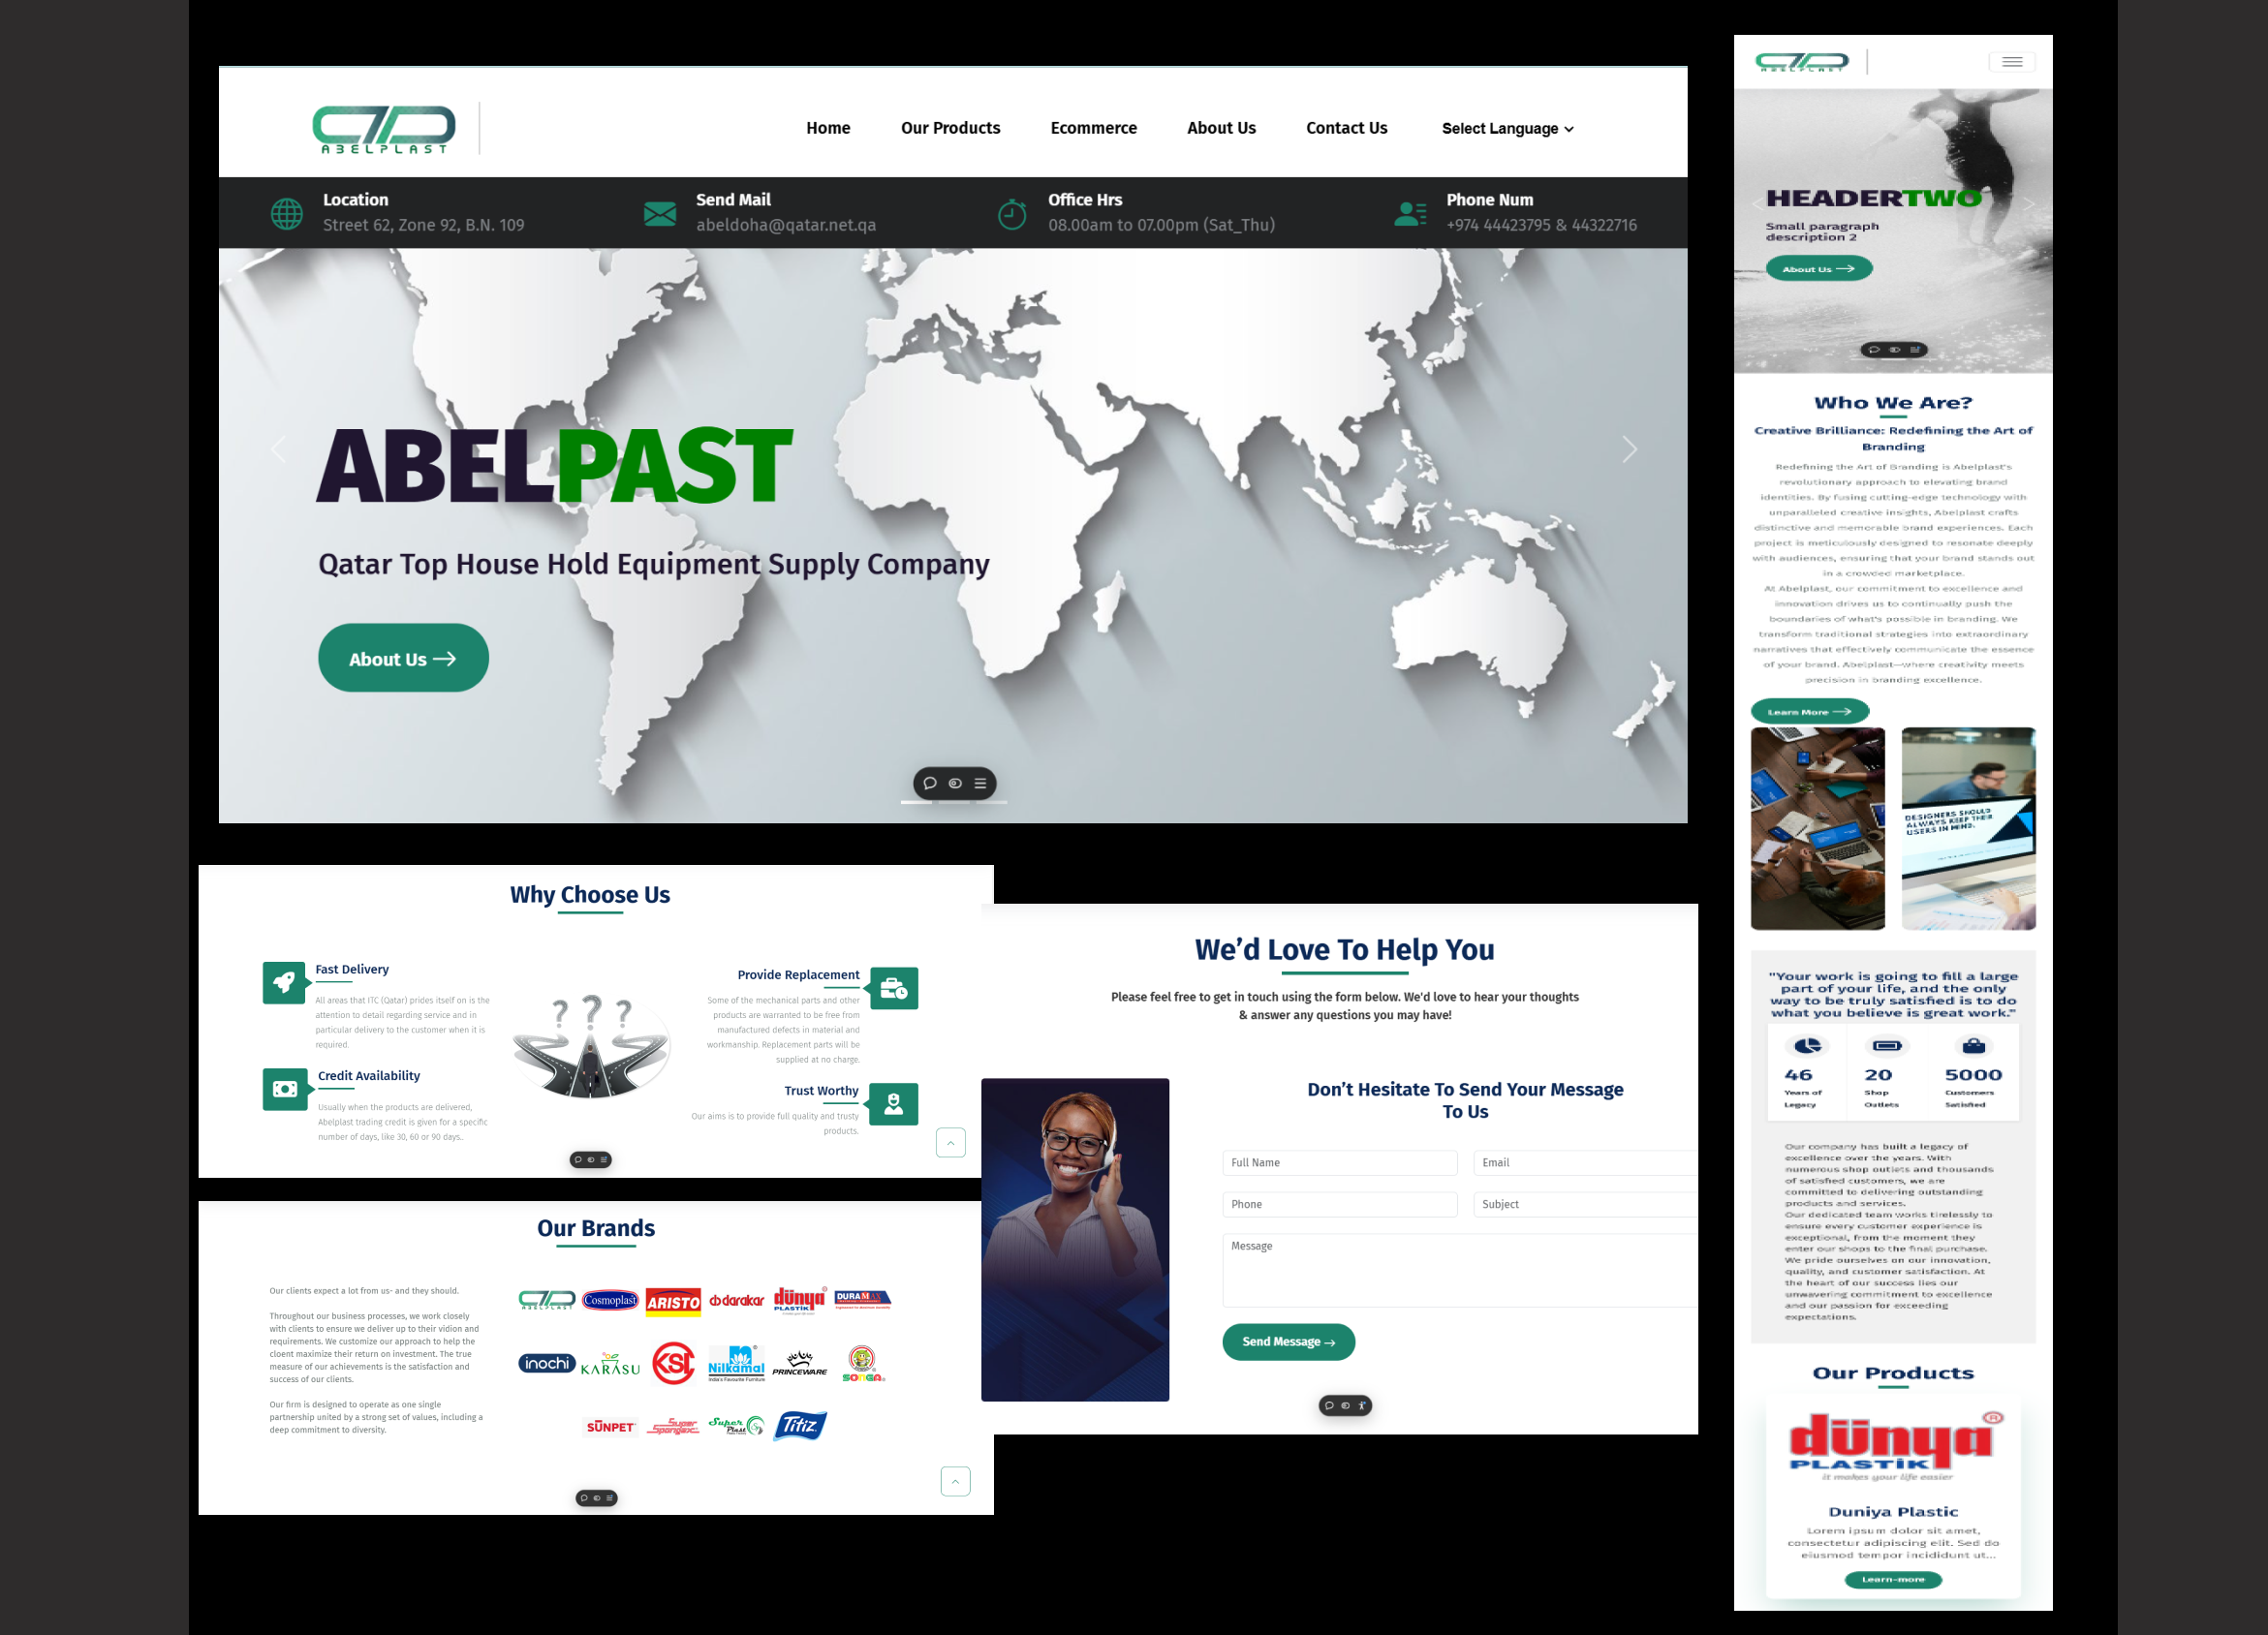 ABELPLAST
Home
Our Products
Ecommerce
About Us
Contact Us
Select Language
Location
Street 62, Zone 92, B.N. 109
Send Mail
abeldoha@qatar.net.qa
Office Hrs
08.00am to 07.00pm (Sat_Thu)
Phone Num
+974 44423795 & 44322716
ABELPAST
Qatar Top House Hold Equipment Supply Company
About Us
Why Choose Us
Fast Delivery
All areas that ITC (Qatar) prides itself on is the
attention to detail regarding service and in
particular delivery to the customer when it is
required.
Credit Availability
Usually when the products are delivered,
Abelplast trading credit is given for a specific
number of days, like 30, 60 or 90 days..
???
Provide Replacement
Some of the mechanical parts and other
products are warranted to be free from
manufactured defects in material and
workmanship. Replacement parts will be
supplied at no charge.
Trust Worthy
Our aims is to provide full quality and trusty
products.
Our Brands
Our clients expect a lot from us- and they should.
Throughout our business processes, we work closely
with clients to ensure we deliver up to their vidion and
requirements. We customize our approach to help the
cloent maximize their return on investment. The true
measure of our achievements is the satisfaction and
success of our clients.
Our firm is designed to operate as one single
partnership united by a strong set of values, including a
deep commitment to diversity.
ABELPLAST
Cosmoplast
ARISTO
darakar
dünya
PLASTİK
DURAMAX
inochi
KARASU
KSC
Nilkamal
India's Favourite Furniture
PRINCEWARE
SONGA
SÜNPET
Super
Spongex
Super
Plast
Titiz
We'd Love To Help You
Please feel free to get in touch using the form below. We'd love to hear your thoughts
& answer any questions you may have!
Don't Hesitate To Send Your Message
To Us
Full Name
Email
Phone
Subject
Message
Send Message
ABELPLAST
HEADERTWO
Small paragraph
description 2
About Us
Who We Are?
Creative Brilliance: Redefining the Art of
Branding
Redefining the Art of Branding is Abelplast's
revolutionary approach to elevating brand
identities. By fusing cutting-edge technology with
unparalleled creative insights, Abelplast crafts
distinctive and memorable brand experiences. Each
project is meticulously designed to resonate deeply
with audiences, ensuring that your brand stands out
in a crowded marketplace.
At Abelplast, our commitment to excellence and
innovation drives us to continually push the
boundaries of what's possible in branding. We
transform traditional strategies into extraordinary
narratives that effectively communicate the essence
of your brand. Abelplast—where creativity meets
precision in branding excellence.
Learn More
DESIGNERS SHOULD
ALWAYS KEEP THEIR
USERS IN MIND.
"Your work is going to fill a large
part of your life, and the only
way to be truly satisfied is to do
what you believe is great work."
46
Years of
Legacy
20
Shop
Outlets
5000
Customers
Satisfied
Our company has built a legacy of
excellence over the years. With
numerous shop outlets and thousands
of satisfied customers, we are
committed to delivering outstanding
products and services.
Our dedicated team works tirelessly to
ensure every customer experience is
exceptional, from the moment they
enter our shops to the final purchase.
We pride ourselves on our innovation,
quality, and customer satisfaction. At
the heart of our success lies our
unwavering commitment to excellence
and our passion for exceeding
expectations.
Our Products
dünya
PLASTİK
it makes your life easier
Duniya Plastic
Lorem ipsum dolor sit amet,
consectetur adipiscing elit. Sed do
eiusmod tempor incididunt ut...
Learn-more